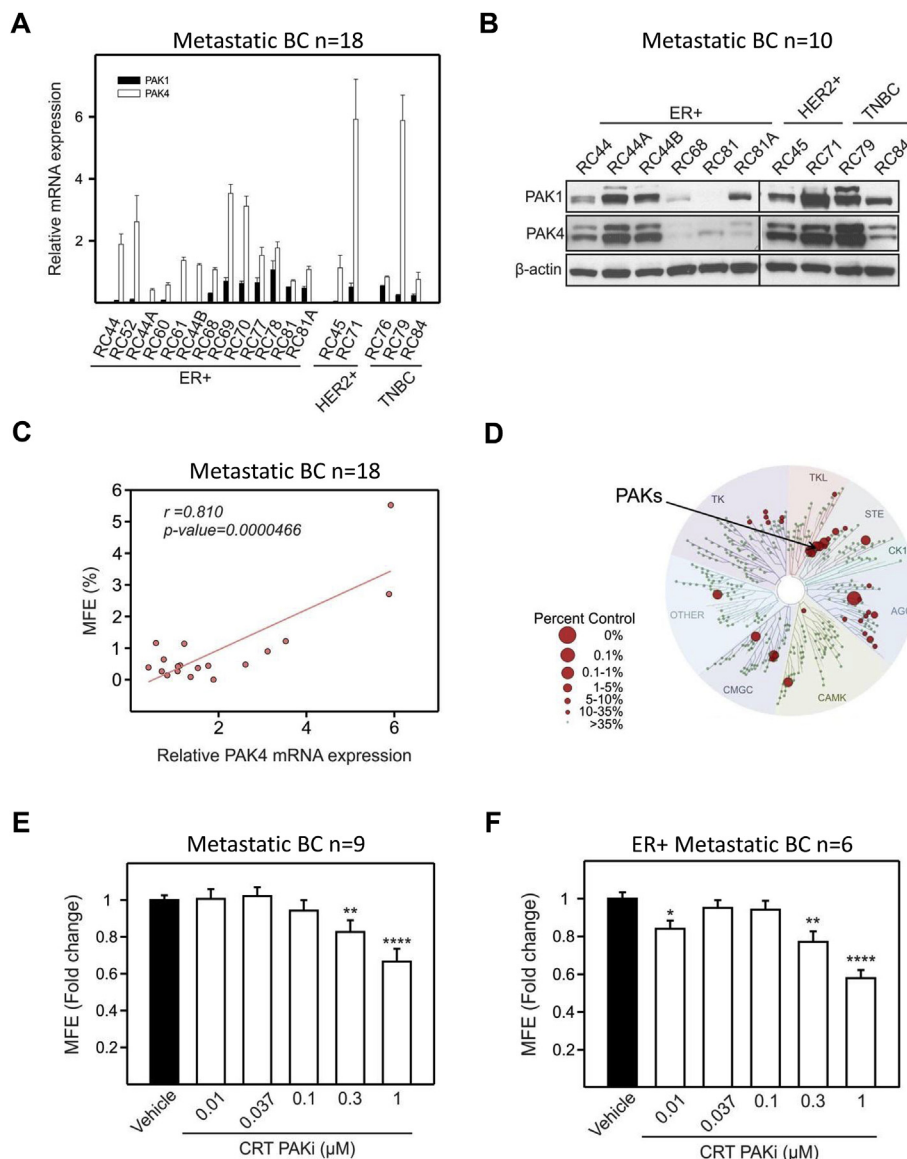 A
Metastatic BC n=18
Relative mRNA expression
6
4
2
PAK1
PAK4
RC44
RC52
RC44A
RC60
RC61
RC44B
RC68
RC69
RC70
RC77
RC78
RC81
RC81A
RC45
RC71
RC76
RC79
RC84
ER+
HER2+
TNBC
B
Metastatic BC n=10
ER+
HER2+
TNBC
RC44
RC44A
RC44B
RC68
RC81
RC81A
RC45
RC71
RC79
RC84
PAK1
PAK4
β-actin
C
Metastatic BC n=18
r =0.810
p-value=0.0000466
MFE (%)
6
5
4
3
2
1
0
2
4
6
8
Relative PAK4 mRNA expression
D
PAKs
TK
TKL
STE
CK1
AGC
CAMK
CMGC
OTHER
Percent Control
0%
0.1%
0.1-1%
1-5%
5-10%
10-35%
>35%
E
Metastatic BC n=9
MFE (Fold change)
1
0.8
0.6
0.4
0.2
**
****
Vehicle
0.01
0.037
0.1
0.3
1
CRT PAKi (µM)
F
ER+ Metastatic BC n=6
MFE (Fold change)
1
0.8
0.6
0.4
0.2
*
**
****
Vehicle
0.01
0.037
0.1
0.3
1
CRT PAKi (µM)